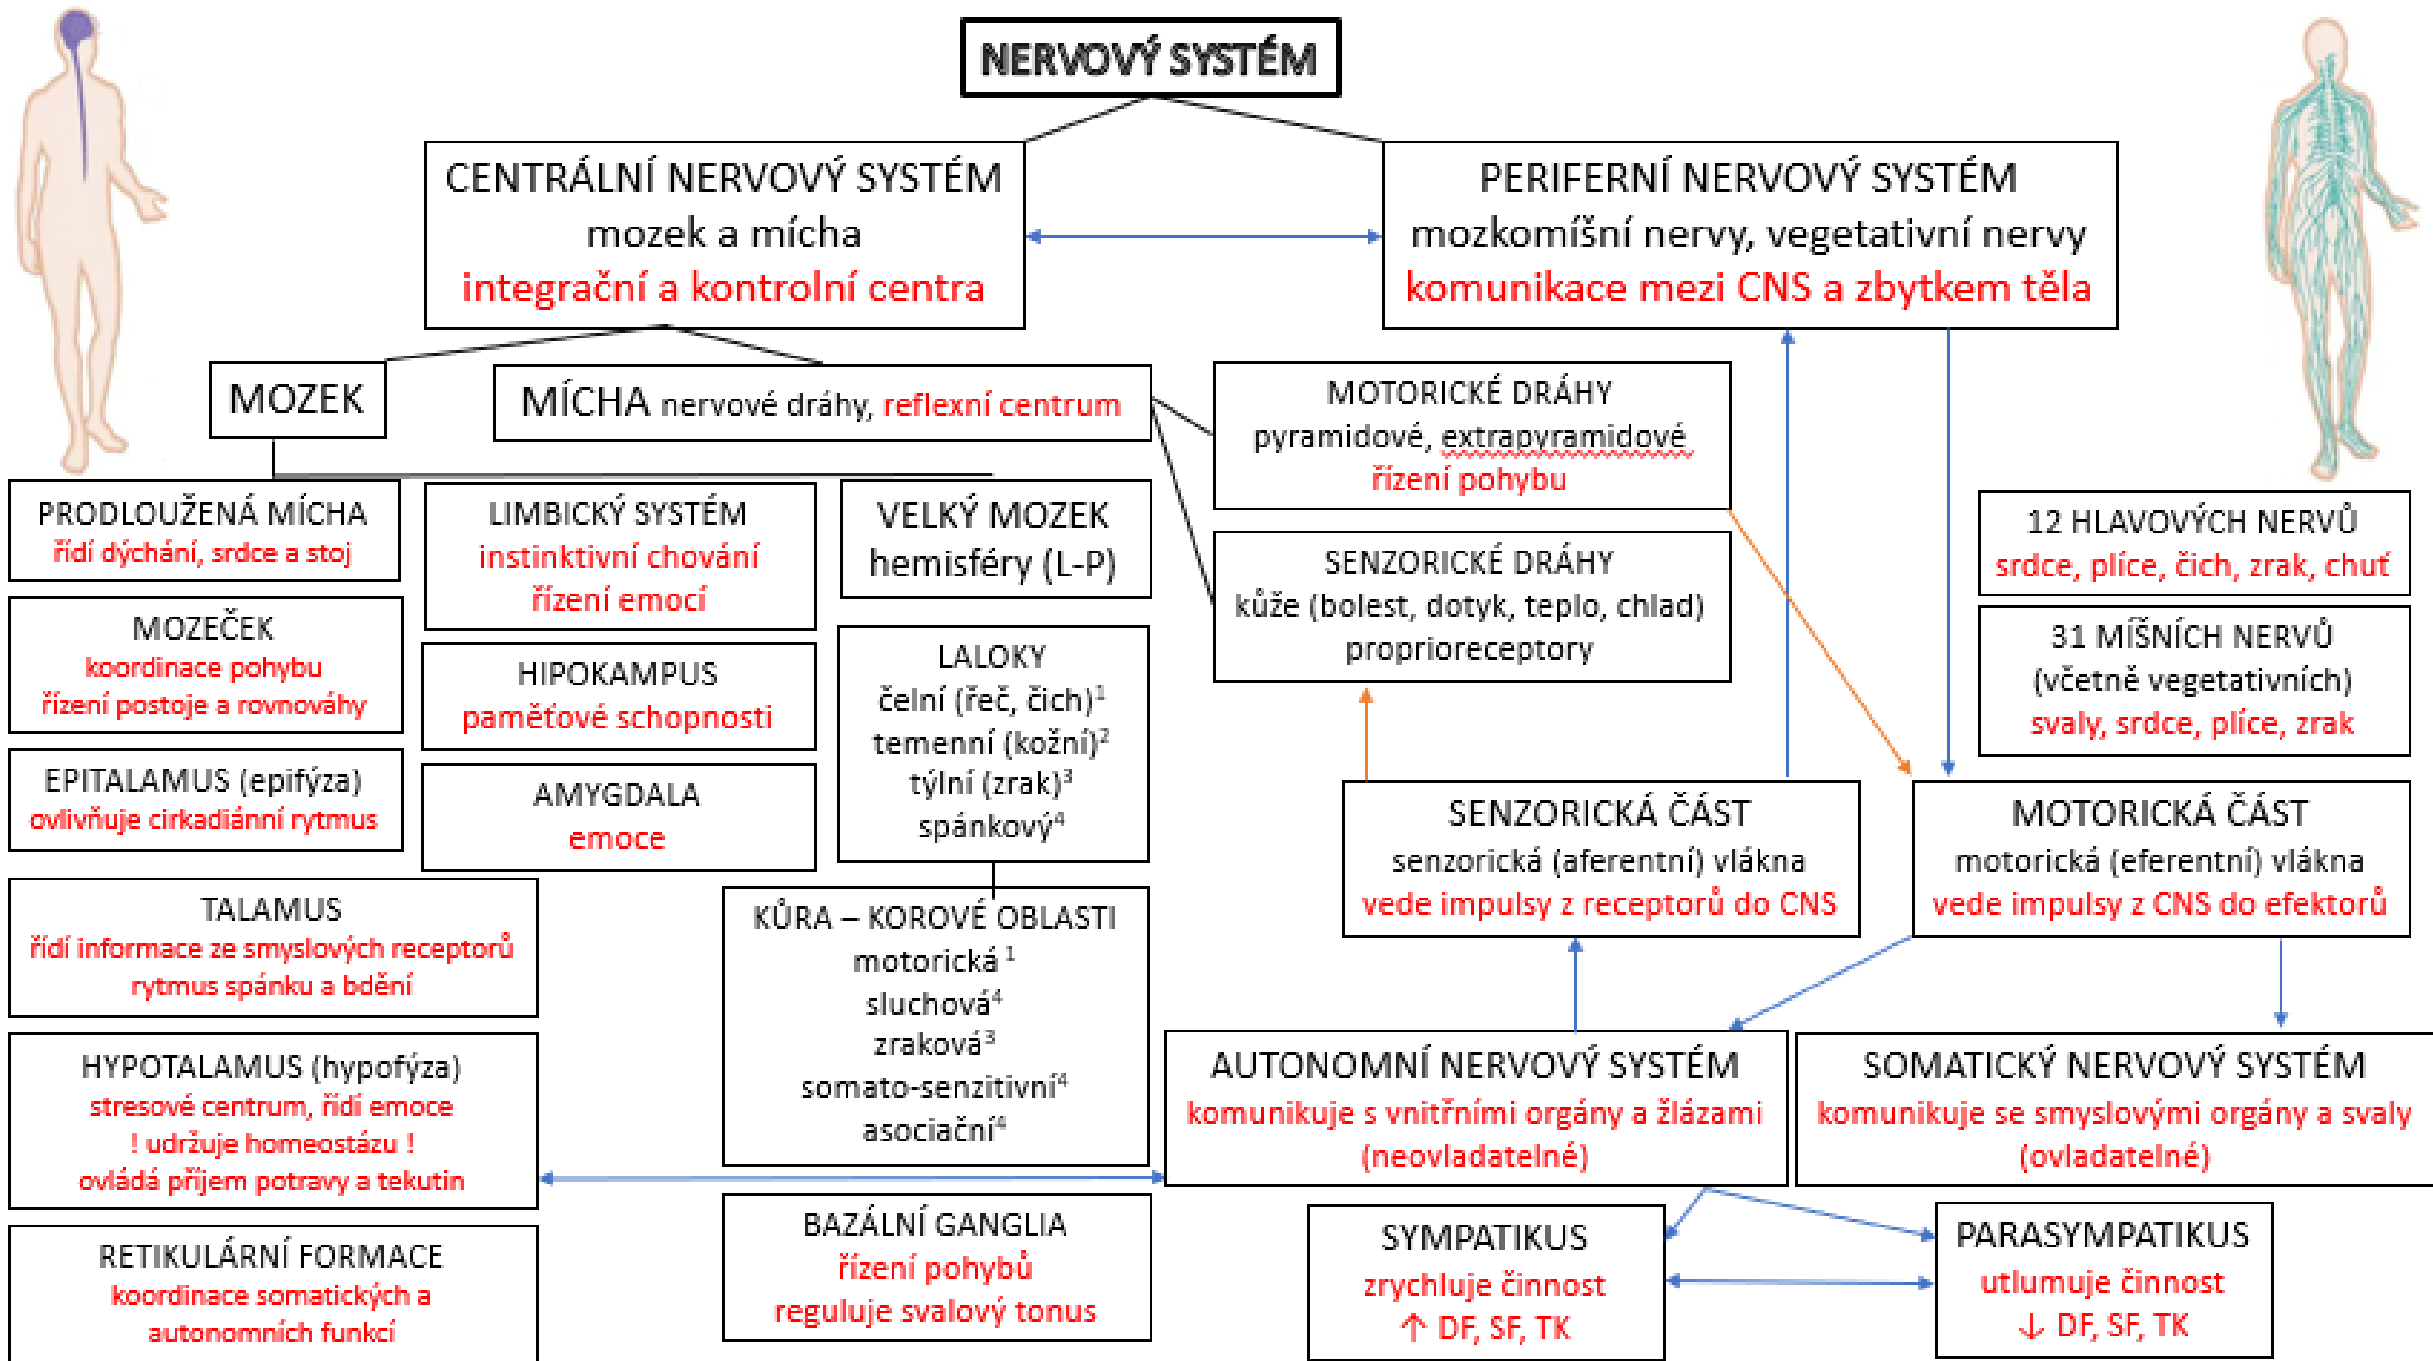 NERVOVÝ SYSTÉM
CENTRÁLNÍ NERVOVÝ SYSTÉM
mozek a mícha
integrační a kontrolní centra
PERIFERNÍ NERVOVÝ SYSTÉM
mozkomíšní nervy, vegetativní nervy
komunikace mezi CNS a zbytkem těla
MOZEK
MÍCHA nervové dráhy, reflexní centrum
MOTORICKÉ DRÁHY
pyramidové, extrapyramidové
řízení pohybu
SENZORICKÉ DRÁHY
kůže (bolest, dotyk, teplo, chlad)
proprioreceptory
12 HLAVOVÝCH NERVŮ
srdce, plíce, čich, zrak, chuť
31 MÍŠNÍCH NERVŮ
(včetně vegetativních)
svaly, srdce, plíce, zrak
PRODLOUŽENÁ MÍCHA
řídí dýchání, srdce a stoj
MOZEČEK
koordinace pohybu
řízení postoje a rovnováhy
EPITALAMUS (epifýza)
ovlivňuje cirkadiánní rytmus
LIMBICKÝ SYSTÉM
instinktivní chování
řízení emocí
HIPOKAMPUS
paměťové schopnosti
AMYGDALA
emoce
VELKÝ MOZEK
hemisféry (L-P)
LALOKY
čelní (řeč, čich)¹
temenní (kožní)²
týlní (zrak)³
spánkový⁴
TALAMUS
řídí informace ze smyslových receptorů
rytmus spánku a bdění
HYPOTALAMUS (hypofýza)
stresové centrum, řídí emoce
! udržuje homeostázu !
ovládá příjem potravy a tekutin
RETIKULÁRNÍ FORMACE
koordinace somatických a
autonomních funkcí
KŮRA – KOROVÉ OBLASTI
motorická ¹
sluchová⁴
zraková³
somato-senzitivní⁴
asociační⁴
BAZÁLNÍ GANGLIA
řízení pohybů
reguluje svalový tonus
SENZORICKÁ ČÁST
senzorická (aferentní) vlákna
vede impulsy z receptorů do CNS
MOTORICKÁ ČÁST
motorická (eferentní) vlákna
vede impulsy z CNS do efektorů
AUTONOMNÍ NERVOVÝ SYSTÉM
komunikuje s vnitřními orgány a žlázami
(neovladatelné)
SOMATICKÝ NERVOVÝ SYSTÉM
komunikuje se smyslovými orgány a svaly
(ovladatelné)
SYMPATIKUS
zrychluje činnost
↑ DF, SF, TK
PARASYMPATIKUS
utlumuje činnost
↓ DF, SF, TK